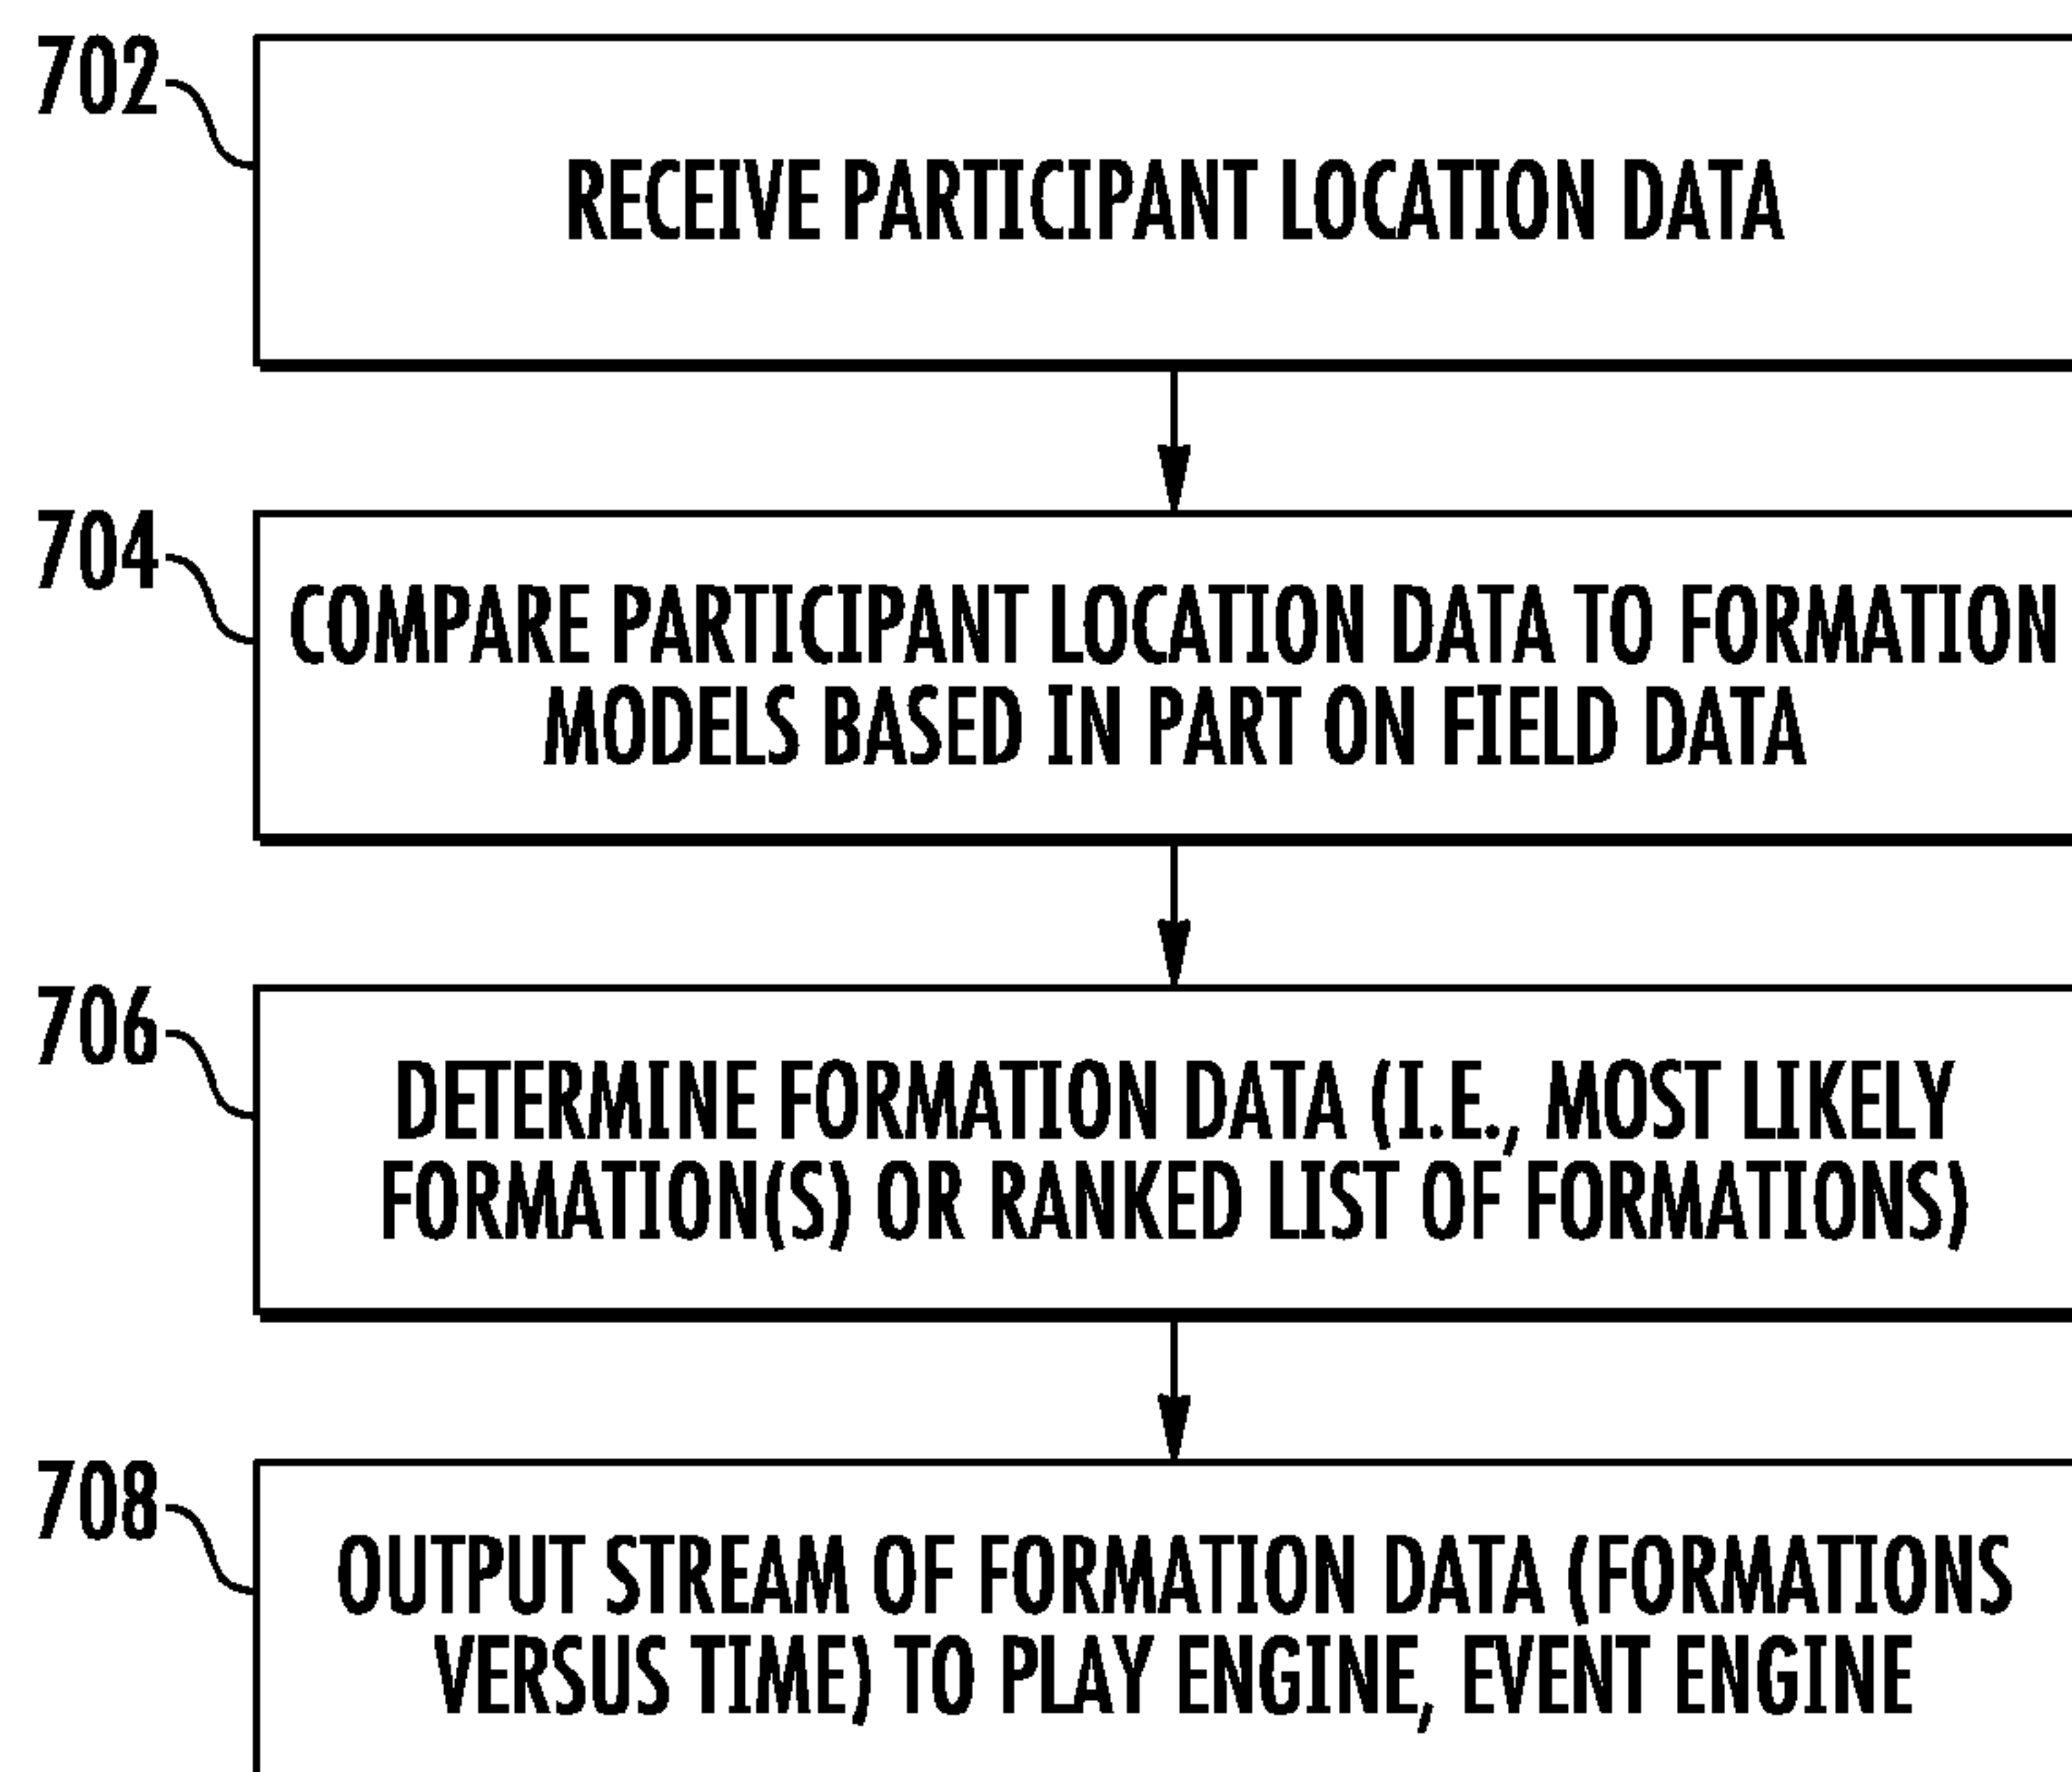 702
RECEIVE PARTICIPANT LOCATION DATA
704
COMPARE PARTICIPANT LOCATION DATA TO FORMATION
MODELS BASED IN PART ON FIELD DATA
706
DETERMINE FORMATION DATA (I.E., MOST LIKELY
FORMATION(S) OR RANKED LIST OF FORMATIONS)
708
OUTPUT STREAM OF FORMATION DATA (FORMATIONS
VERSUS TIME) TO PLAY ENGINE, EVENT ENGINE